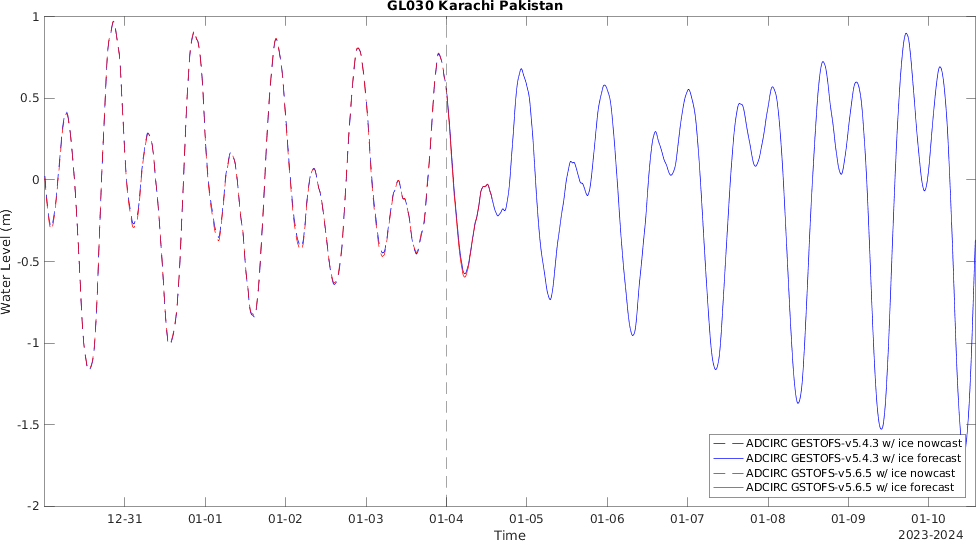 GL030 Karachi Pakistan
Water Level (m)
1
0.5
0
-0.5
-1
-1.5
-2
12-31
01-01
01-02
01-03
01-04
01-05
01-06
01-07
01-08
01-09
01-10
Time
2023-2024
ADCIRC GESTOFS-v5.4.3 w/ ice nowcast
ADCIRC GESTOFS-v5.4.3 w/ ice forecast
ADCIRC GSTOFS-v5.6.5 w/ ice nowcast
ADCIRC GSTOFS-v5.6.5 w/ ice forecast